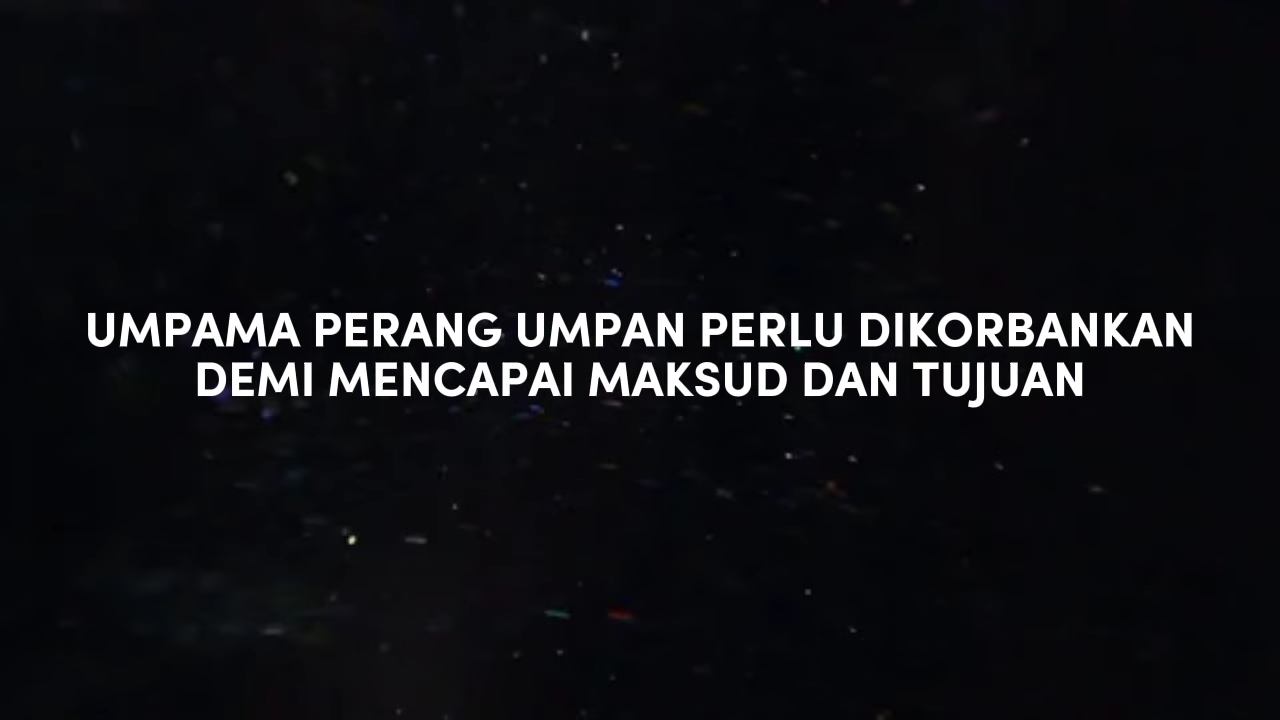 UMPAMA PERANG UMPAN PERLU DIKORBANKAN
DEMI MENCAPAI MAKSUD DAN TUJUAN